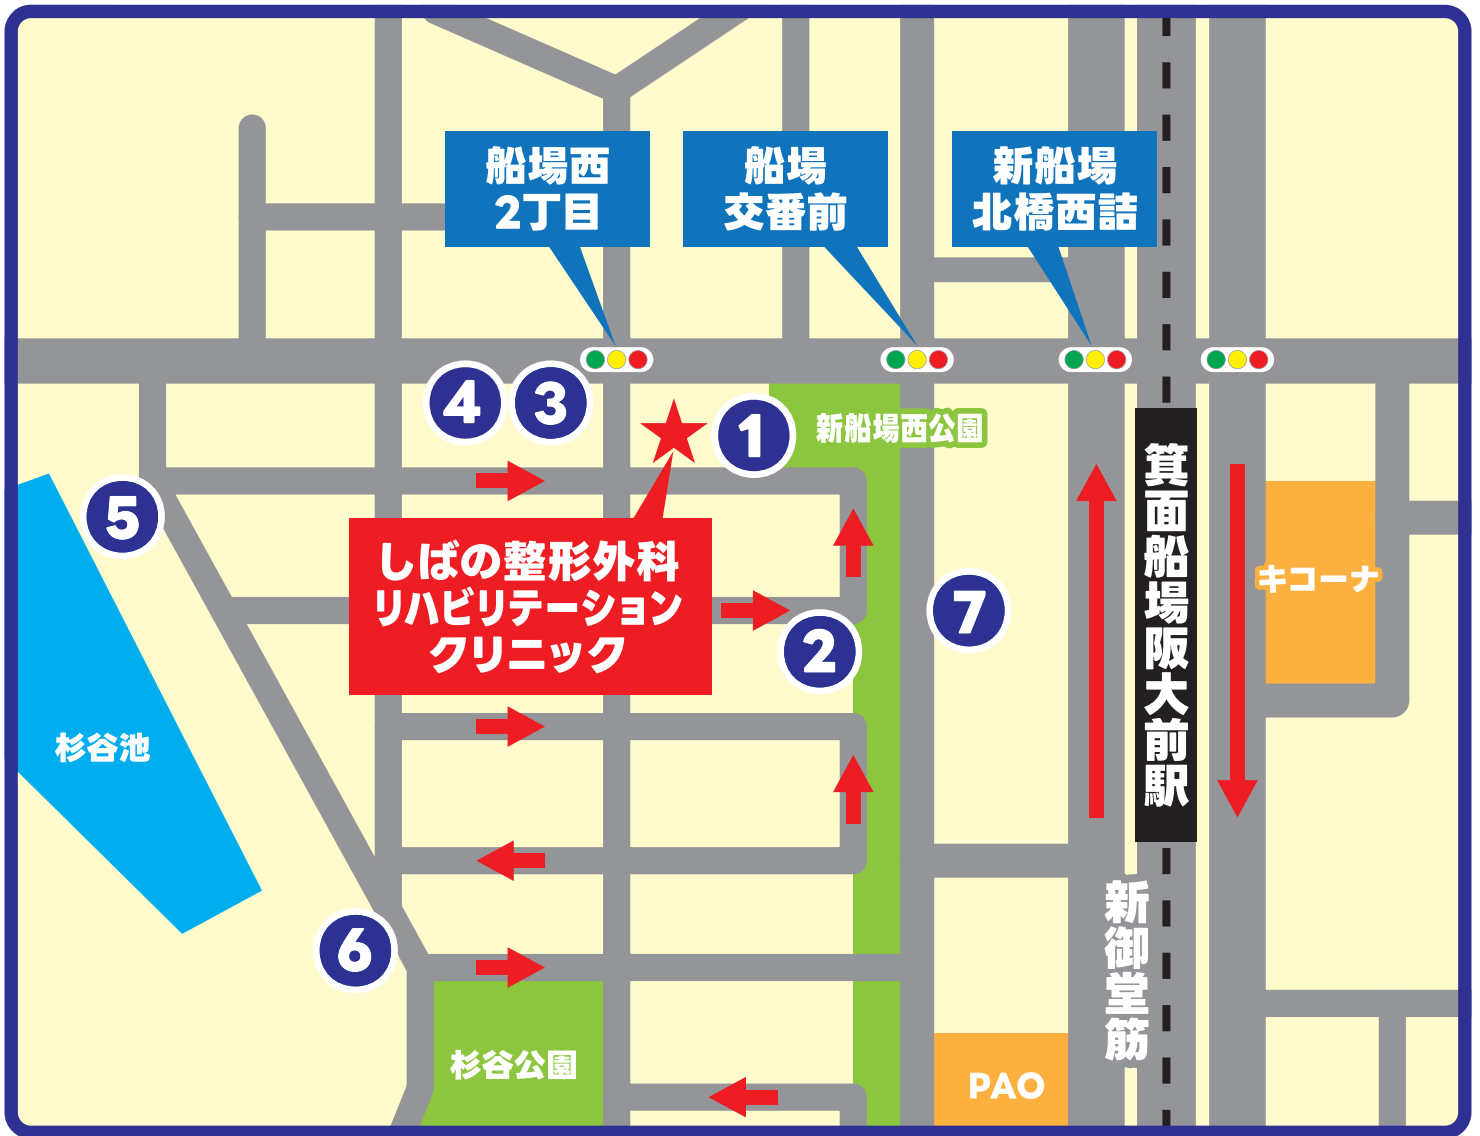 船場西
2丁目
船場
交番前
新船場
北橋西詰
4
3
1
新船場西公園
5
しばの整形外科
リハビリテーション
クリニック
2
7
箕面船場阪大前駅
キコーナ
杉谷池
6
新御堂筋
杉谷公園
PAO